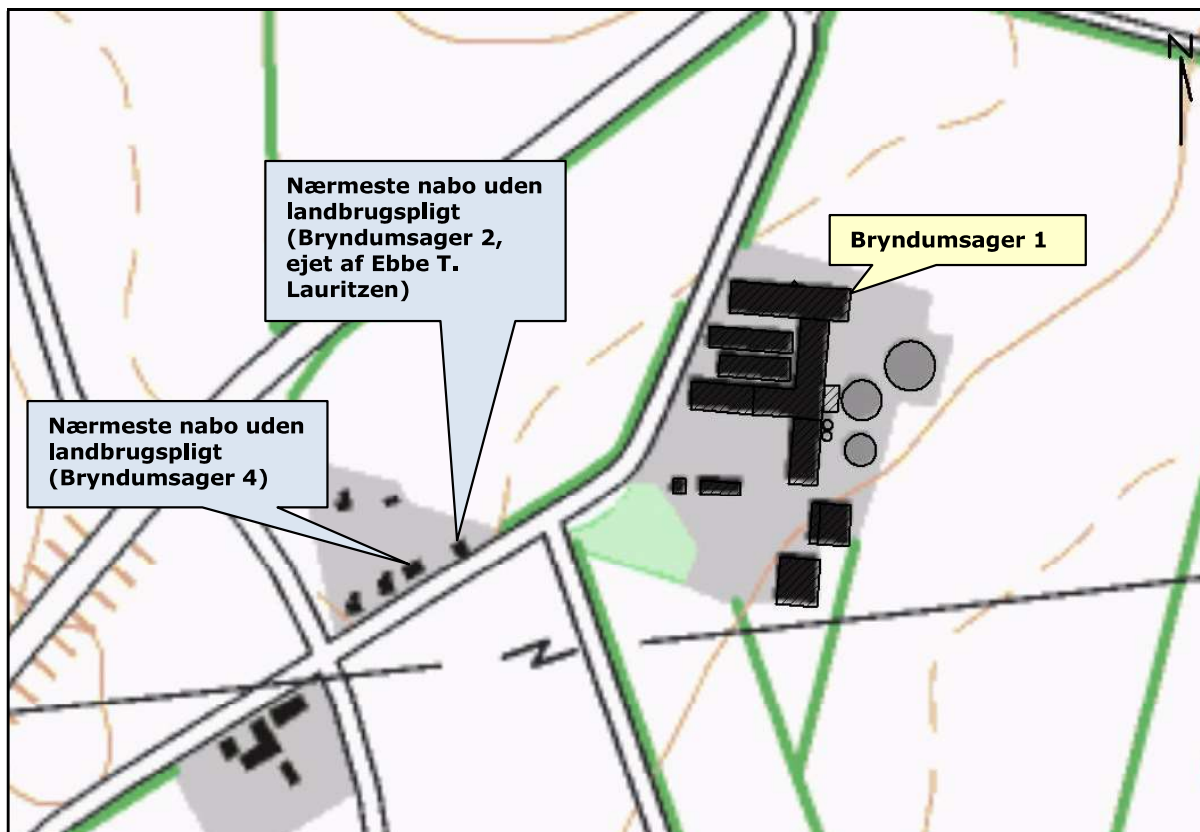 N
Nærmeste nabo uden
landbrugspligt
(Bryndumsager 2,
ejet af Ebbe T.
Lauritzen)
Bryndumsager 1
Nærmeste nabo uden
landbrugspligt
(Bryndumsager 4)